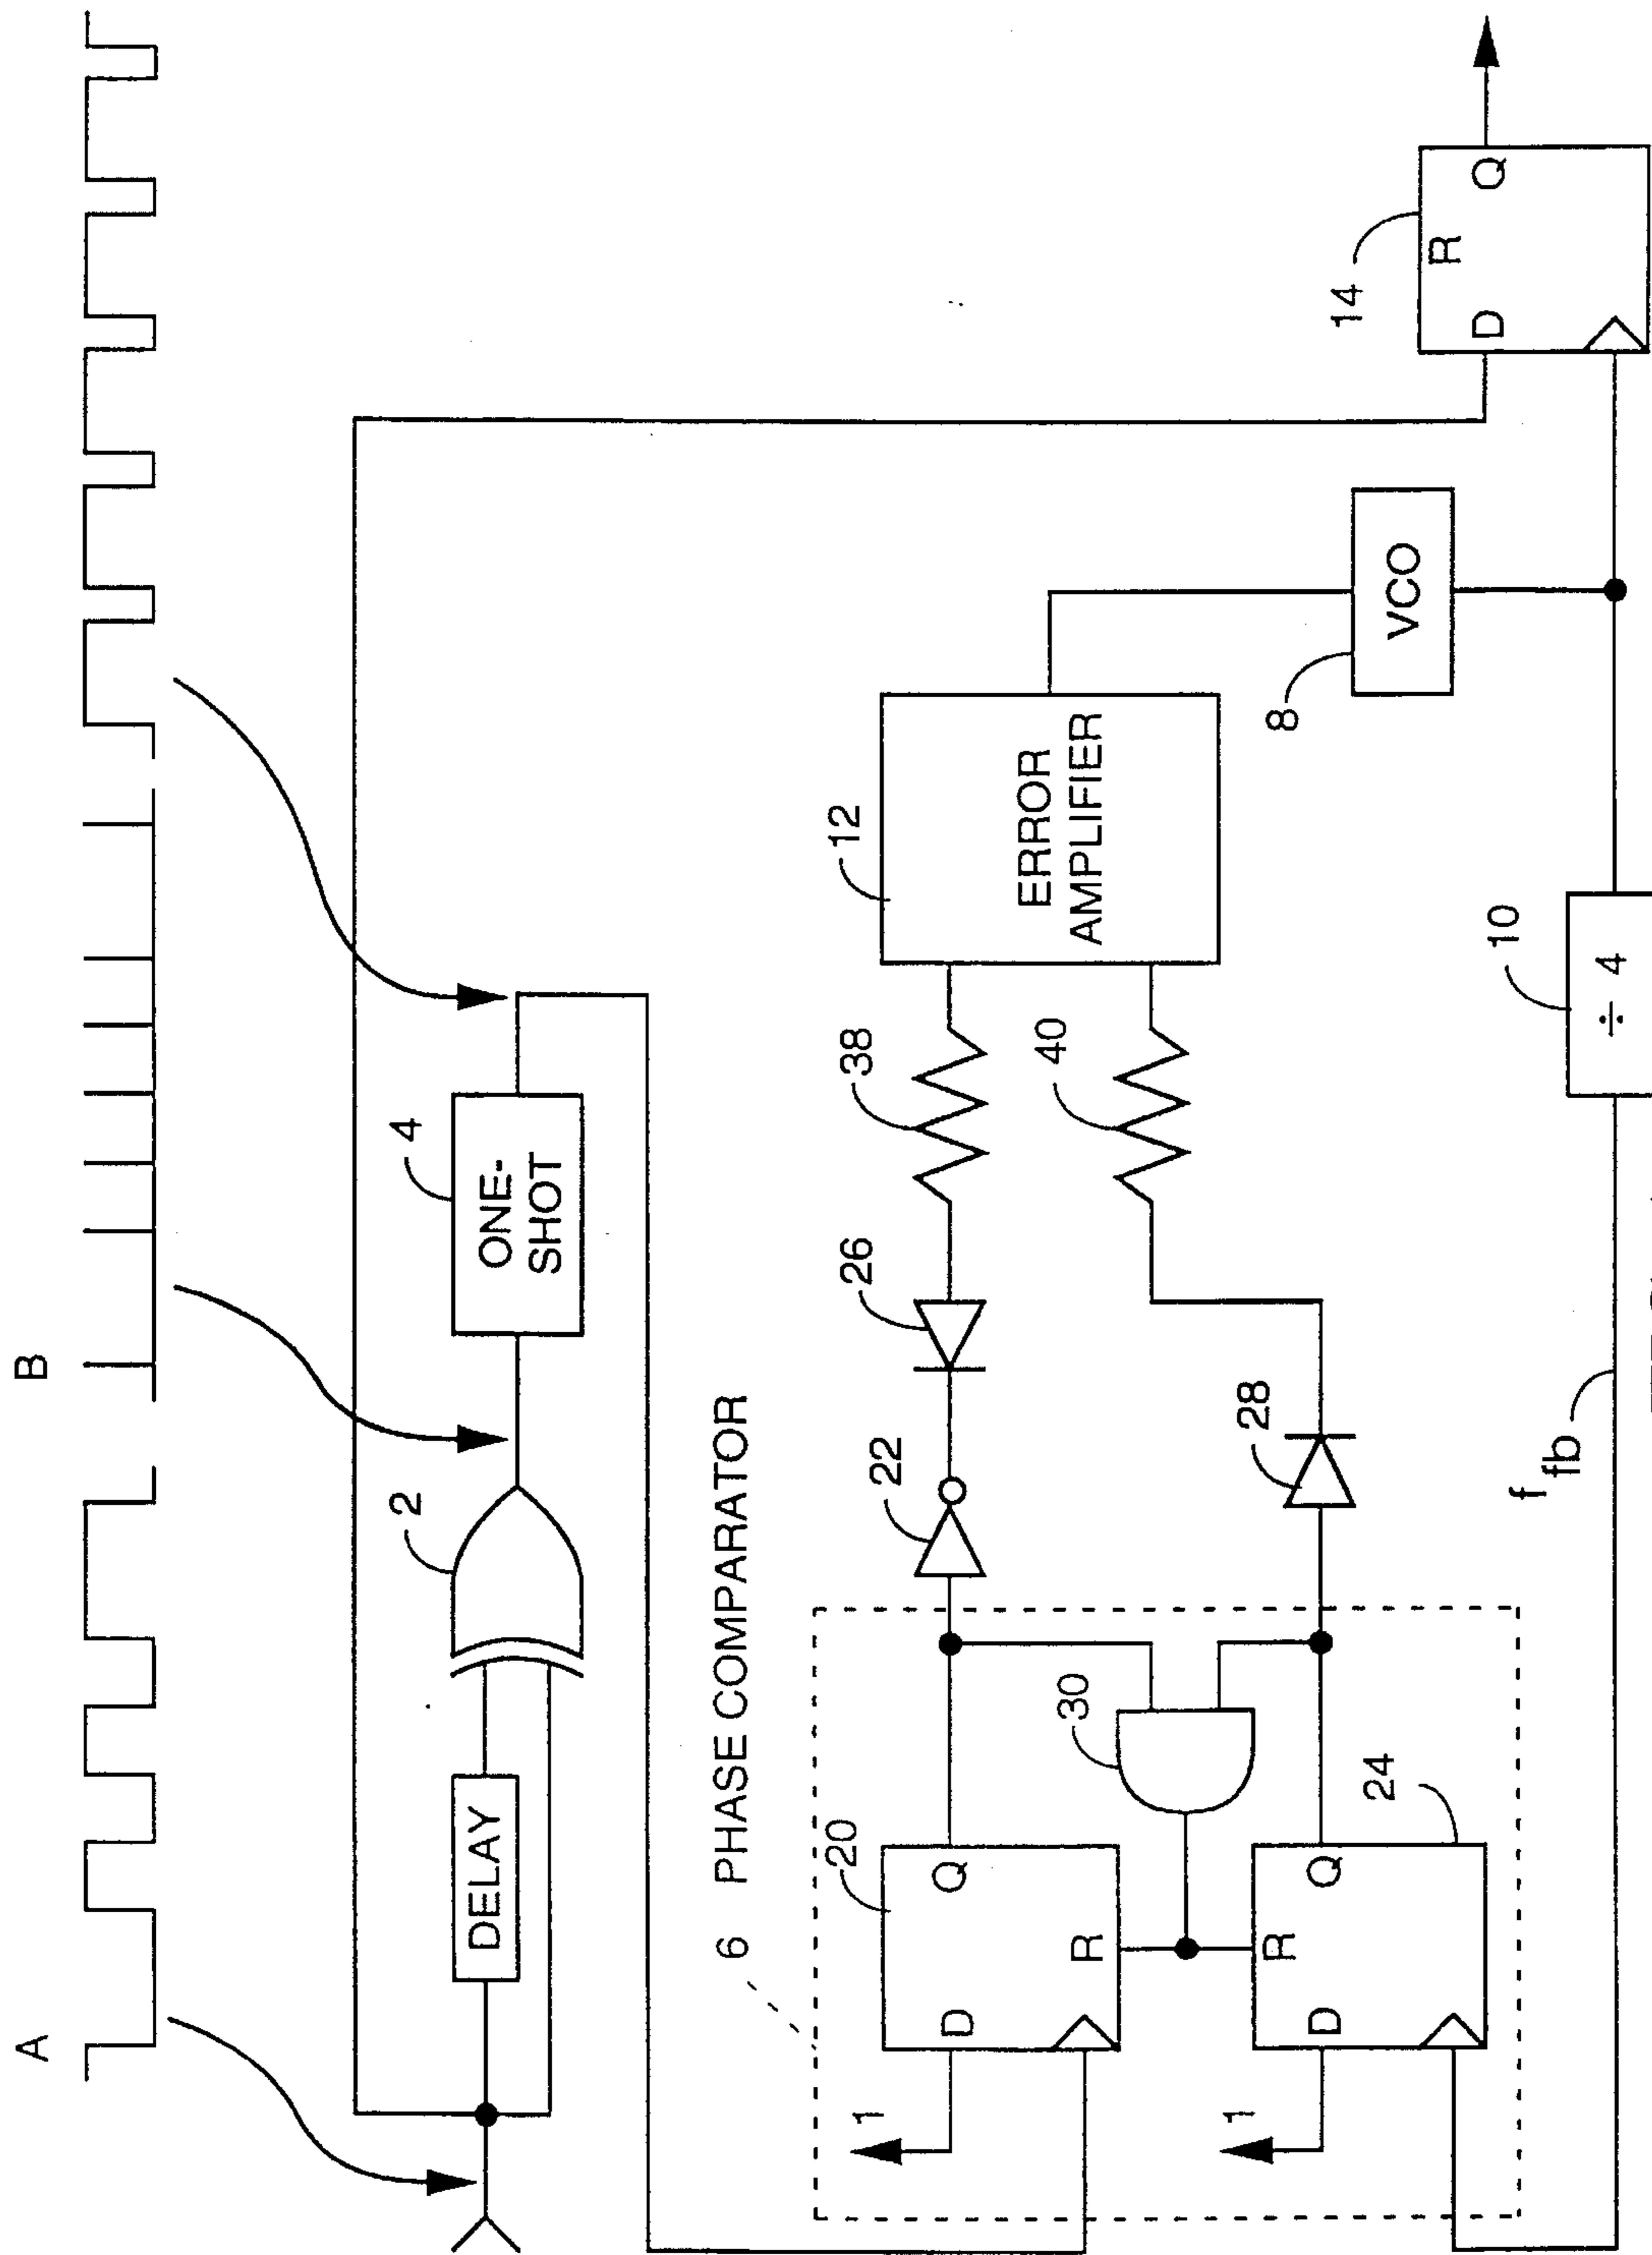 A
B
DELAY
2
4
ONE-
SHOT
6 PHASE COMPARATOR
1
D
Q
R
20
22
26
38
12
ERROR
AMPLIFIER
30
40
8
VCO
14
D
R
Q
1
D
R
Q
24
28
f fb
10
÷ 4